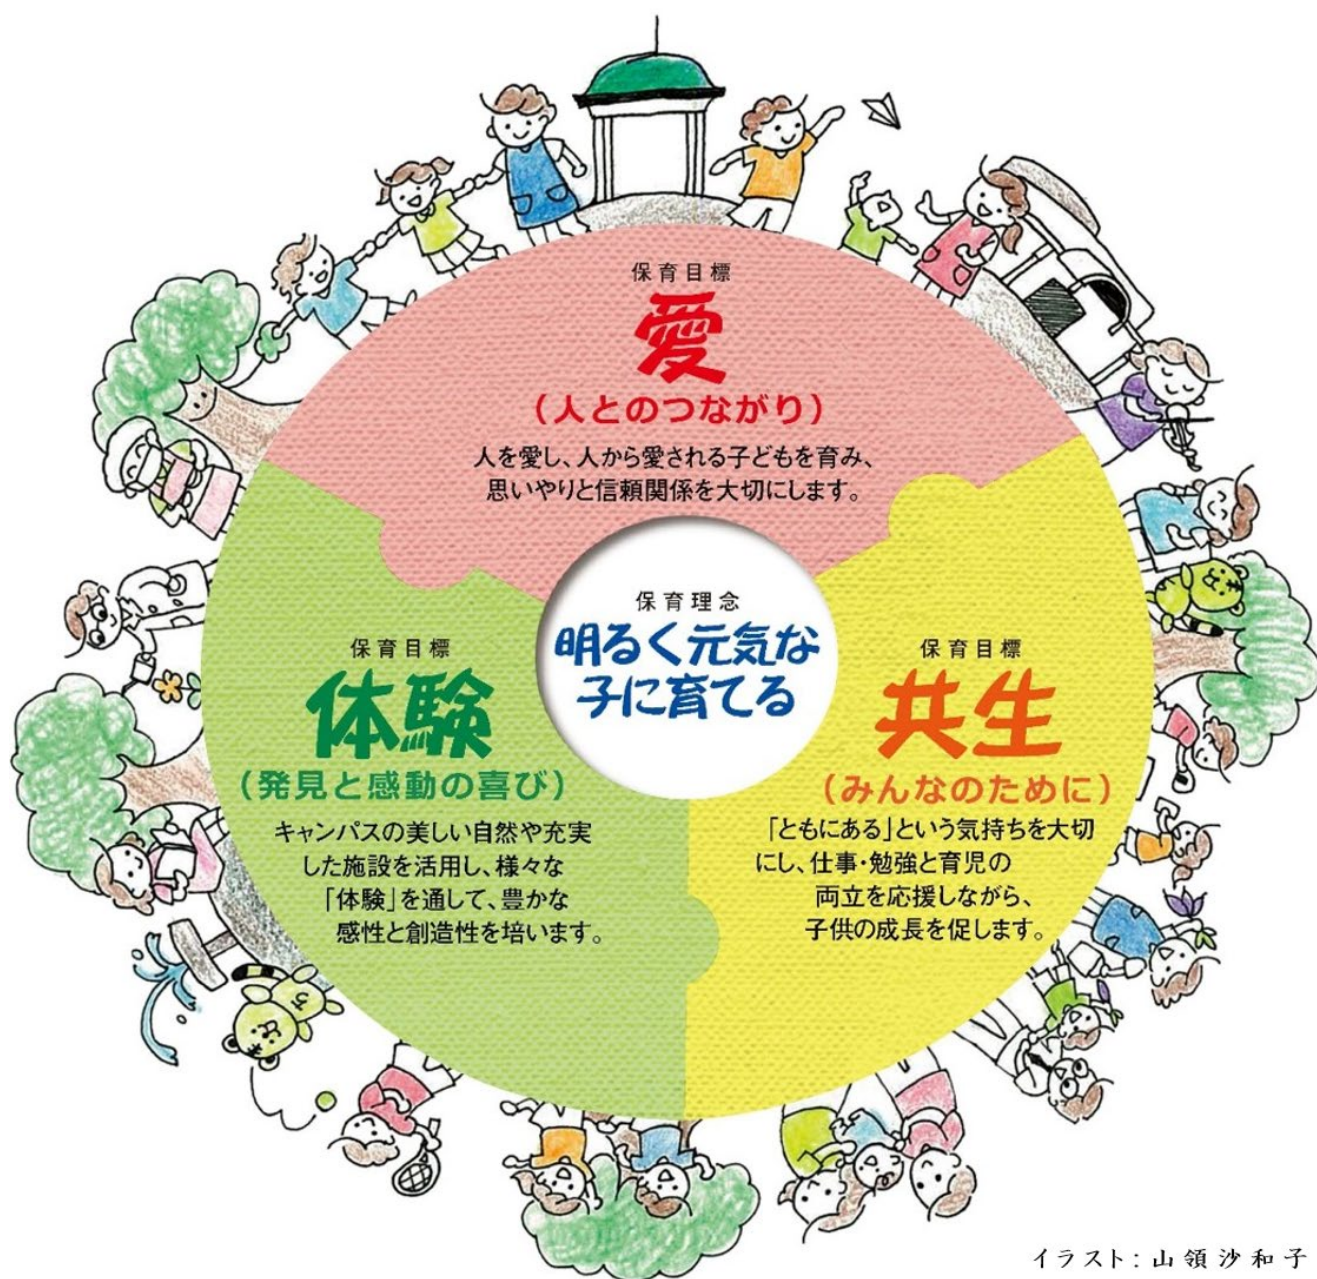 保育目標
愛
(人とのつながり)
人を愛し、人から愛される子どもを育み、
思いやりと信頼関係を大切にします。
保育理念
明るく元気な
子に育てる
保育目標
体験
(発見と感動の喜び)
キャンパスの美しい自然や充実
した施設を活用し、様々な
「体験」を通して、豊かな
感性と創造性を培います。
保育目標
共生
(みんなのために)
「ともにある」という気持ちを大切
にし、仕事・勉強と育児の
両立を応援しながら、
子供の成長を促します。
イラスト:山領沙和子